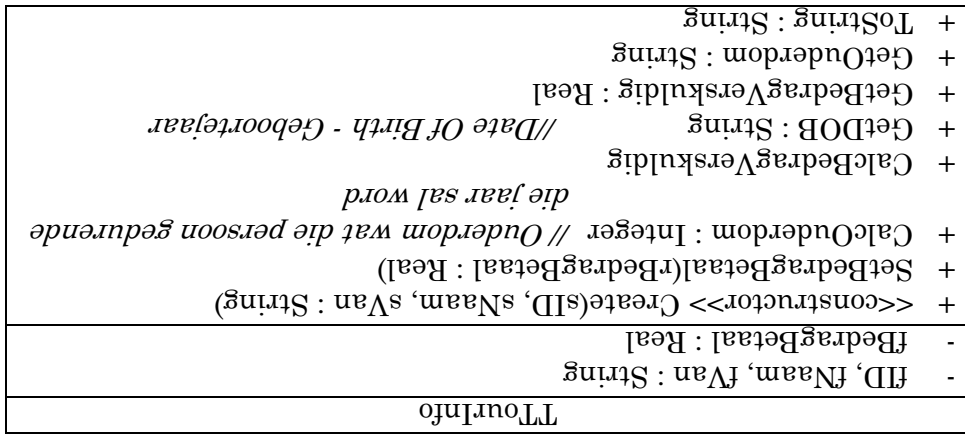 TTourInfo
- fID, fNaam, fVan : String
- fBedragBetaal : Real
+ <<constructor>> Create(sID, sNaam, sVan : String)
+ SetBedragBetaal(rBedragBetaal : Real)
+ CalcOuderdom : Integer // Ouderdom wat die persoon gedurende
die jaar sal word
+ CalcBedragVerskuldig
+ GetDOB : String //Date Of Birth - Geboortejaar
+ GetBedragVerskuldig : Real
+ GetOuderdom : String
+ ToString : String